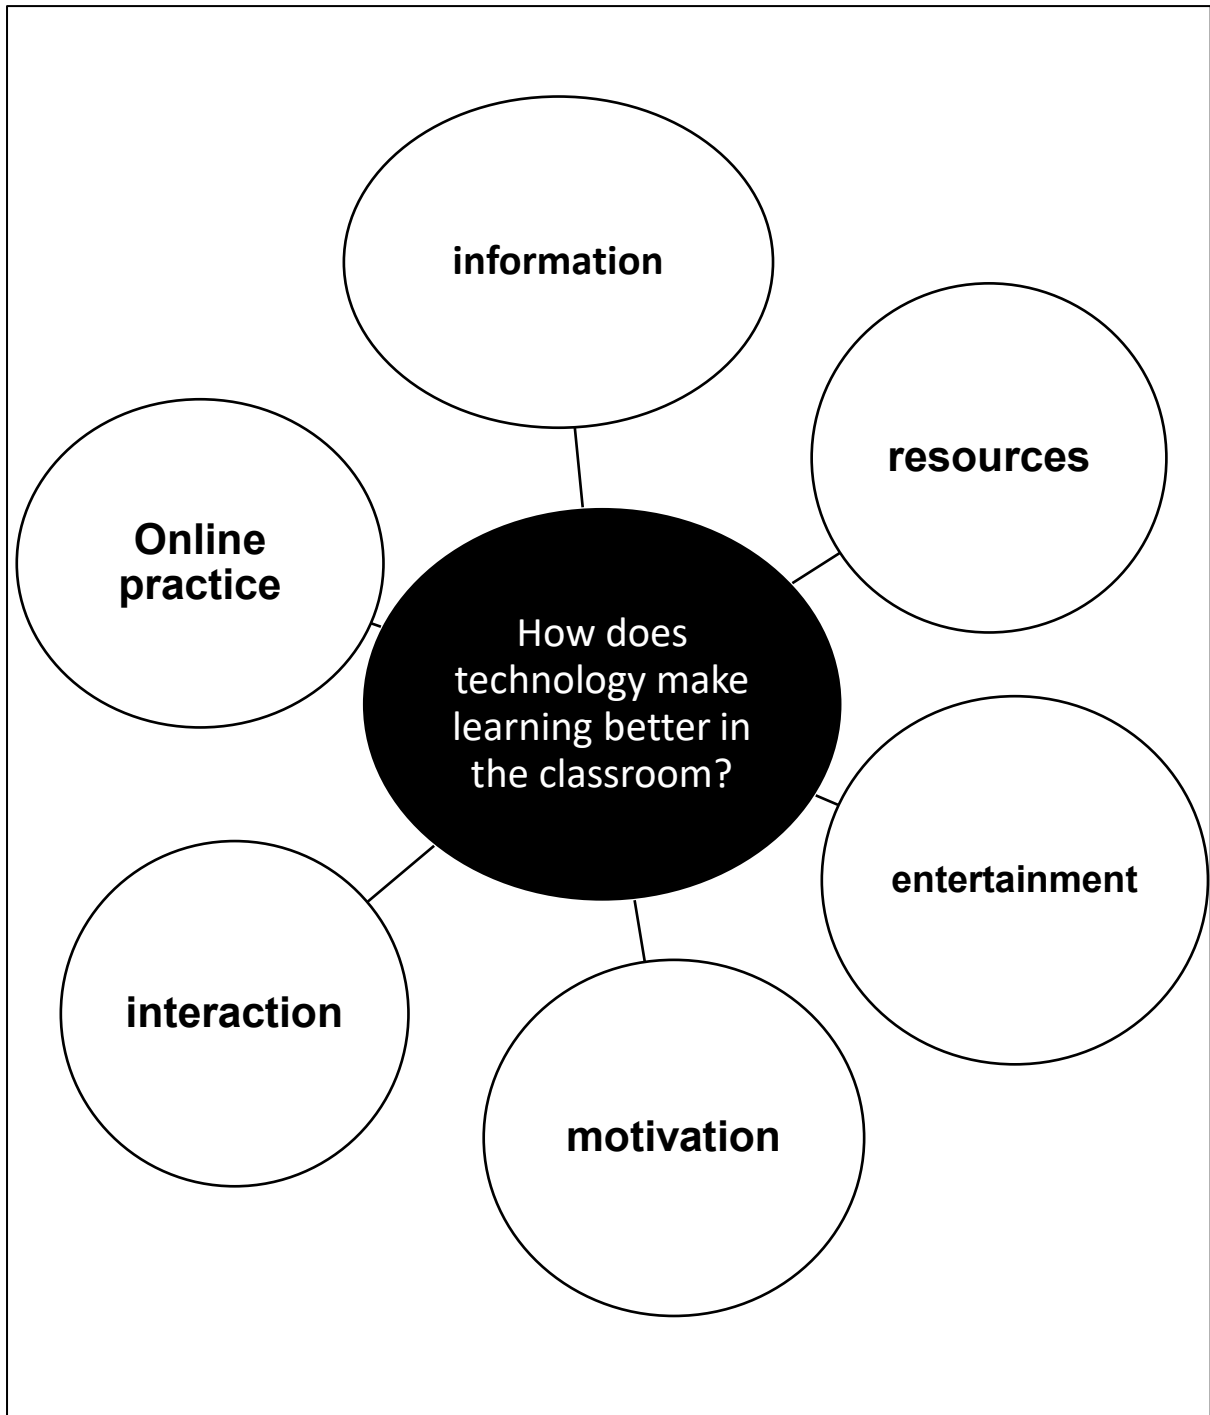 information
resources
Online
practice
How does
technology make
learning better in
the classroom?
entertainment
interaction
motivation